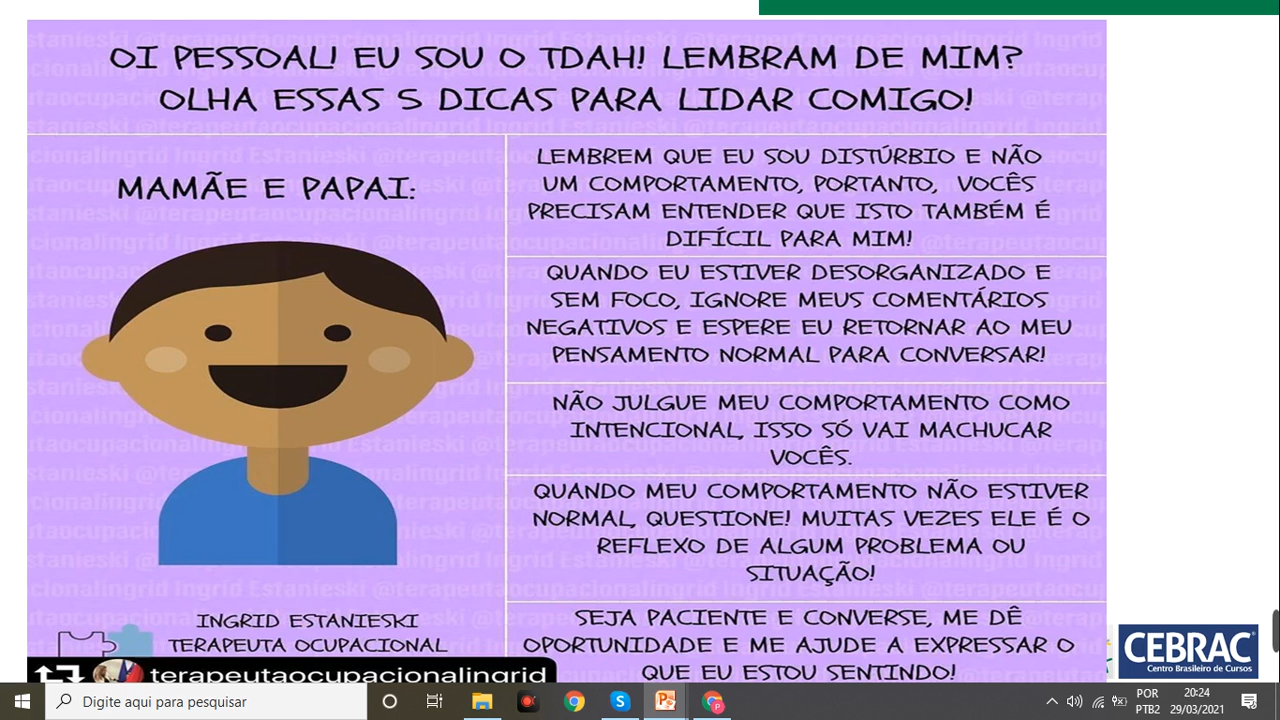 OI PESSOAL! EU SOU O TDAH! LEMBRAM DE MIM?
OLHA ESSAS 5 DICAS PARA LIDAR COMIGO!
MAMÃE E PAPAI:
LEMBREM QUE EU SOU DISTÚRBIO E NÃO
UM COMPORTAMENTO, PORTANTO, VOCÊS
PRECISAM ENTENDER QUE ISTO TAMBÉM É
DIFÍCIL PARA MIM!
QUANDO EU ESTIVER DESORGANIZADO E
SEM FOCO, IGNORE MEUS COMENTÁRIOS
NEGATIVOS E ESPERE EU RETORNAR AO MEU
PENSAMENTO NORMAL PARA CONVERSAR!
NÃO JULGUE MEU COMPORTAMENTO COMO
INTENCIONAL, ISSO SÓ VAI MACHUCAR
VOCÊS.
QUANDO MEU COMPORTAMENTO NÃO ESTIVER
NORMAL, QUESTIONE! MUITAS VEZES ELE É O
REFLEXO DE ALGUM PROBLEMA OU
SITUAÇÃO!
SEJA PACIENTE E CONVERSE, ME DÊ
OPORTUNIDADE E ME AJUDE A EXPRESSAR O
QUE EU ESTOU SENTINDO!
INGRID ESTANIESKI
TERAPEUTA OCUPACIONAL
terapeutaocupacionalingrid
CEBRAC
Centro Brasileiro de Cursos
Digite aqui para pesquisar
POR
PTB2
20:24
29/03/2021